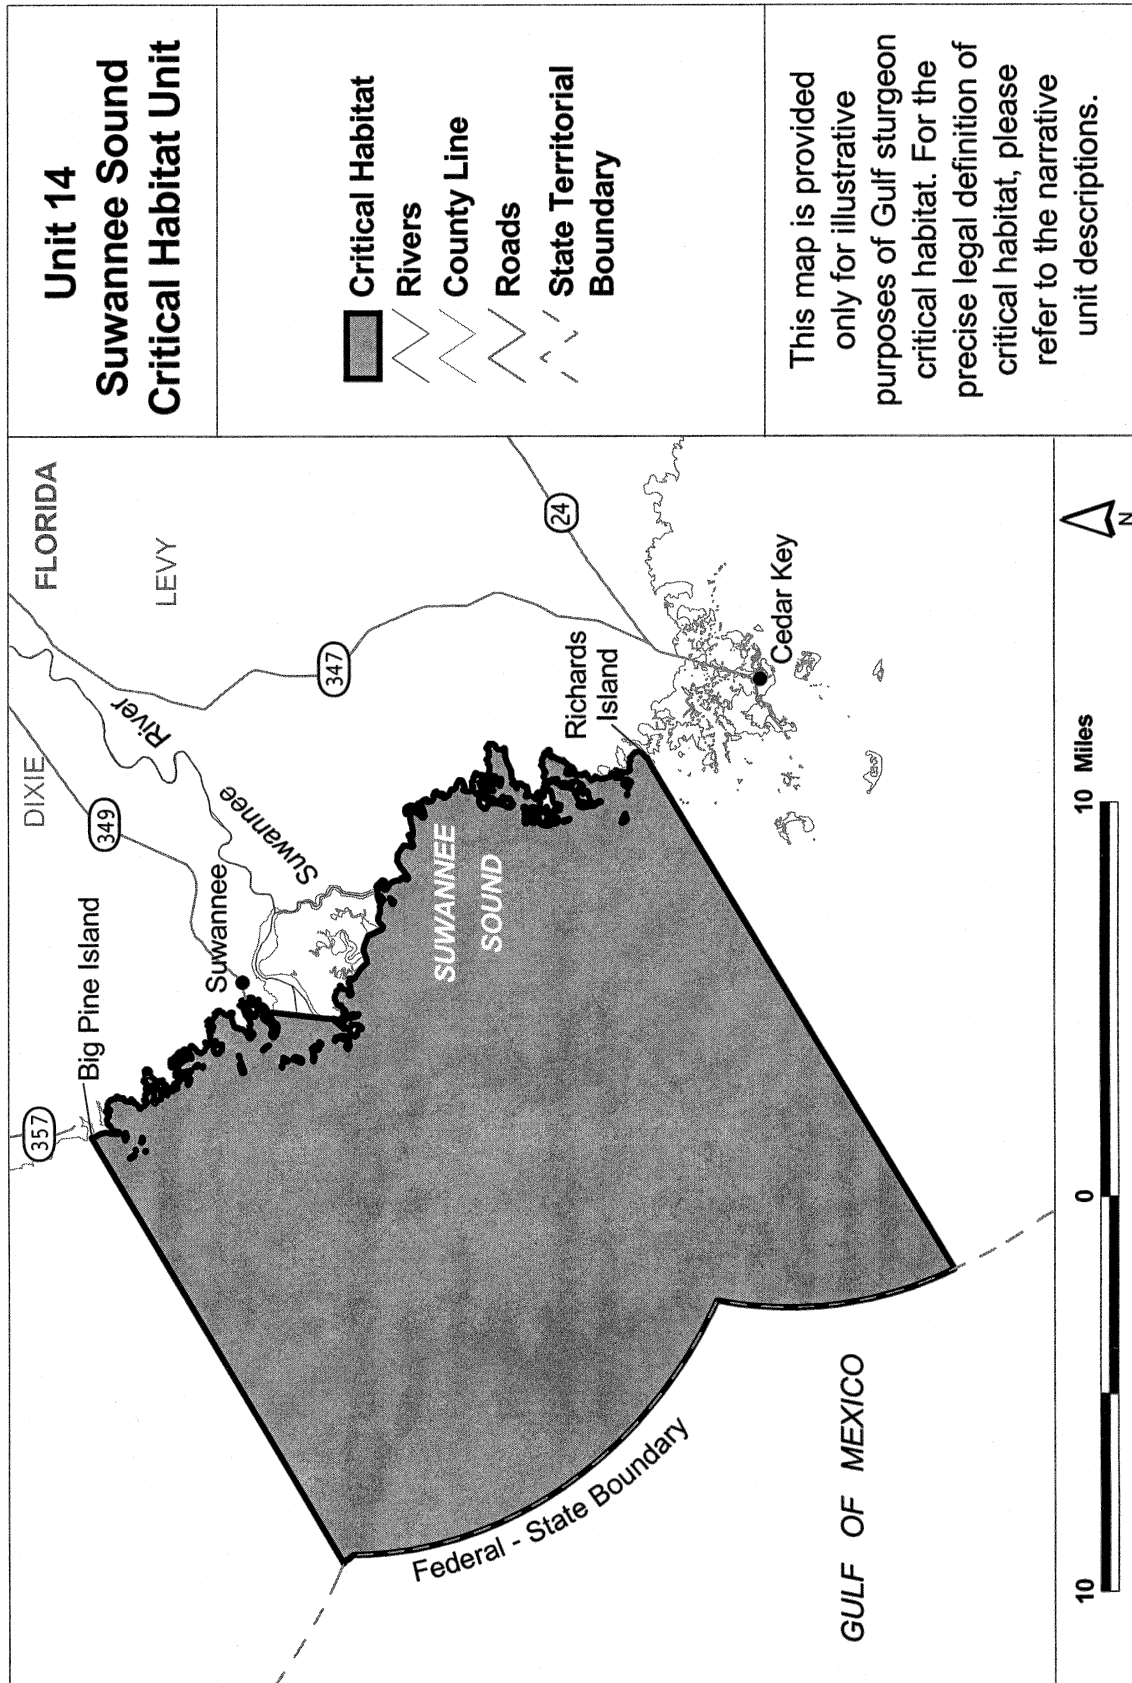 Unit 14
Suwannee Sound
Critical Habitat Unit
Critical Habitat
Rivers
County Line
Roads
State Territorial
Boundary
This map is provided
only for illustrative
purposes of Gulf sturgeon
critical habitat. For the
precise legal definition of
critical habitat, please
refer to the narrative
unit descriptions.
FLORIDA
DIXIE
LEVY
357
349
347
24
Big Pine Island
Suwannee
Suwannee
River
SUWANNEE
SOUND
Richards
Island
Cedar Key
Federal - State Boundary
GULF OF MEXICO
10
0
10 Miles
N